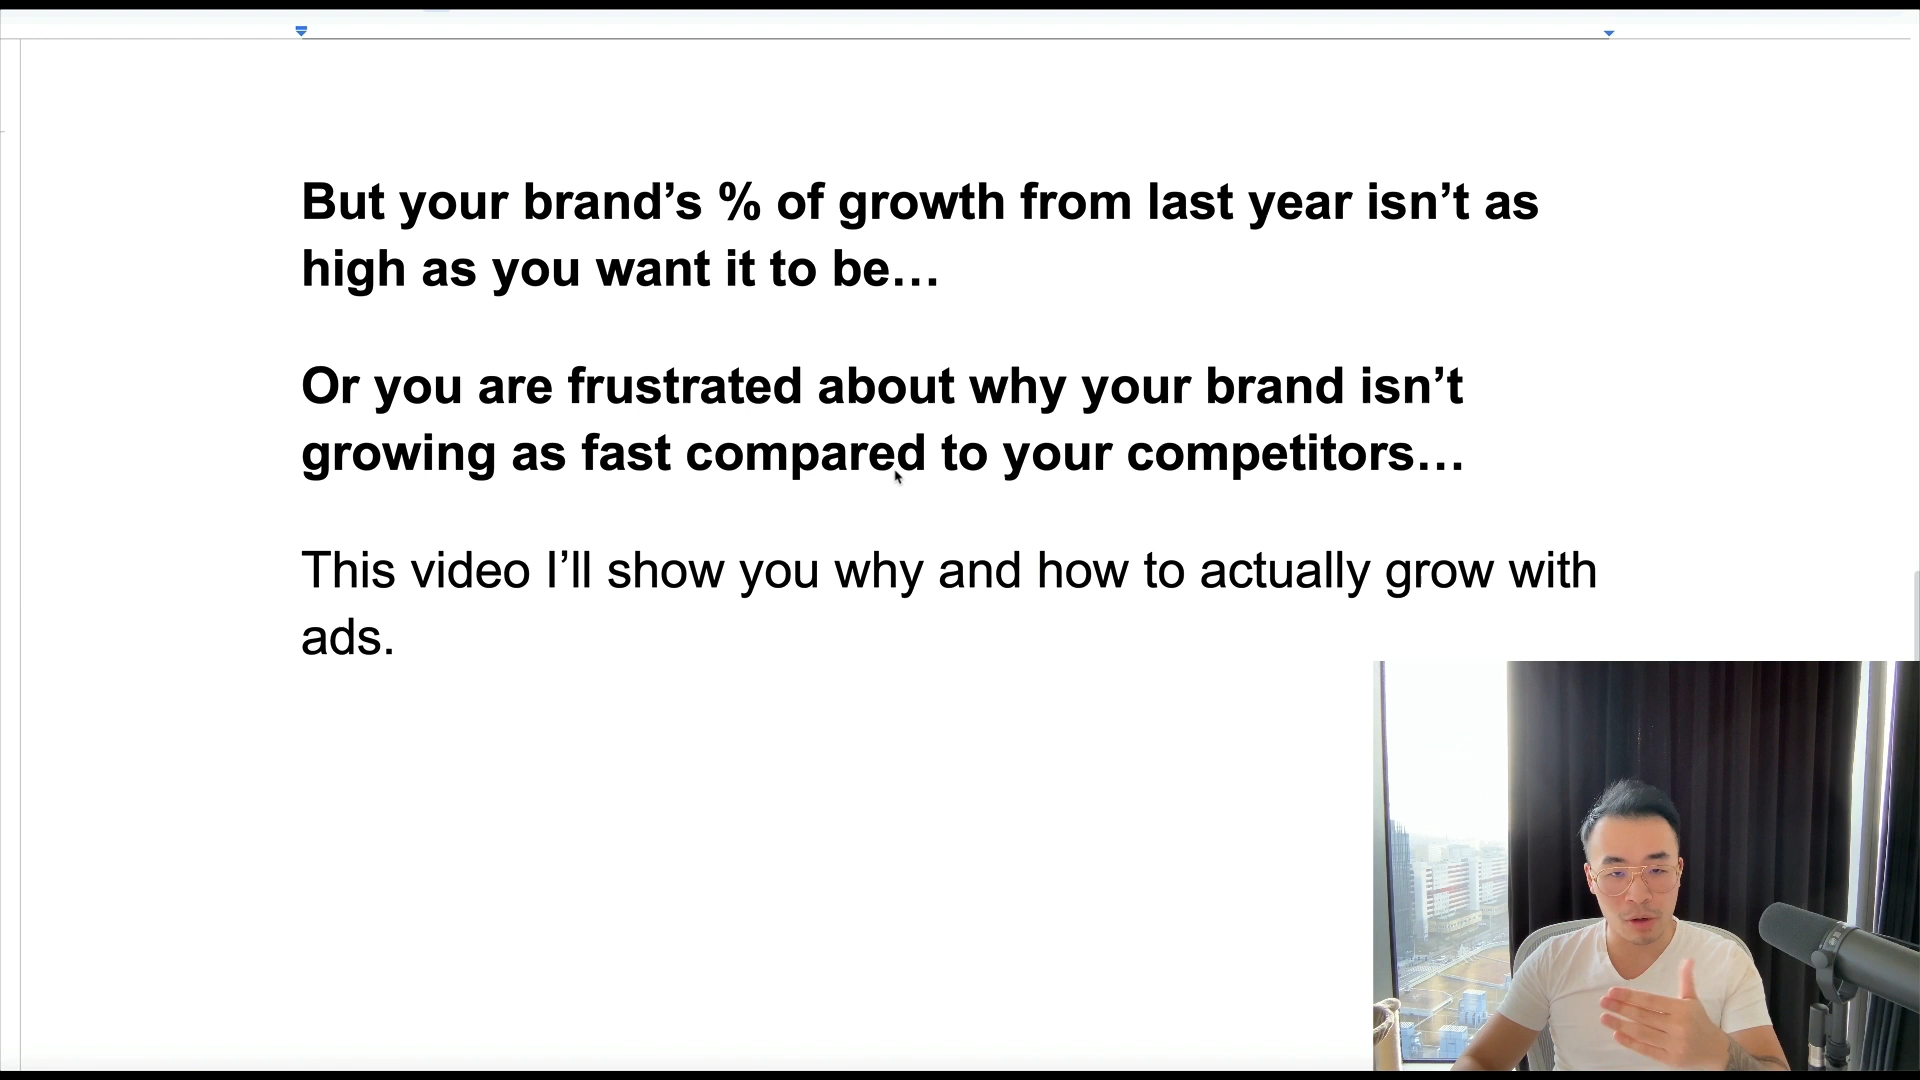 But your brand’s % of growth from last year isn’t as
high as you want it to be…
Or you are frustrated about why your brand isn’t
growing as fast compared to your competitors…
This video I’ll show you why and how to actually grow with
ads.